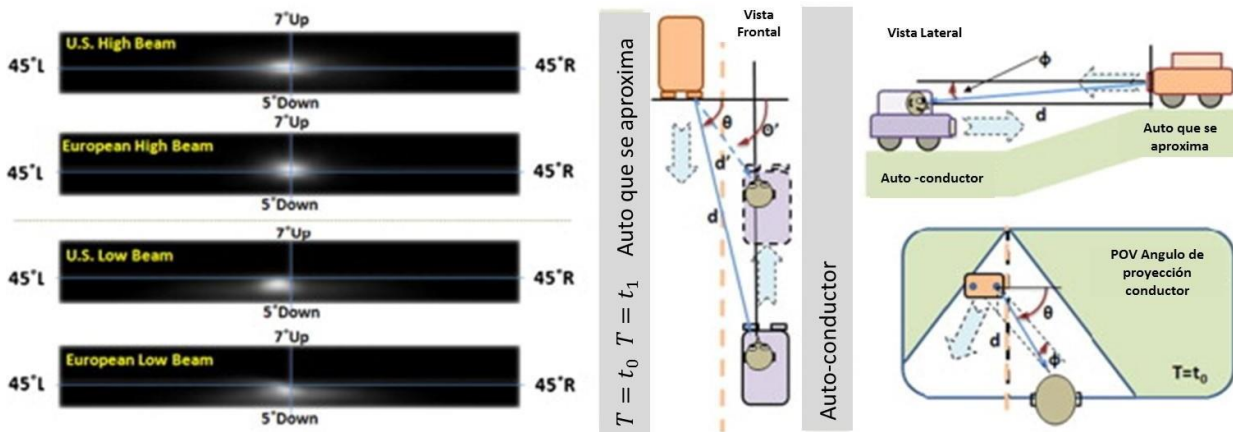 7˚Up
U.S. High Beam
45˚L
45˚R
5˚Down
7˚Up
European High Beam
45˚L
45˚R
5˚Down
7˚Up
U.S. Low Beam
45˚L
45˚R
5˚Down
7˚Up
European Low Beam
45˚L
45˚R
5˚Down
T = t₀ T = t₁ Auto que se aproxima
Vista
Frontal
θ
Θ’
d’
d
Auto-conductor
Vista Lateral
ϕ
d
Auto que se
aproxima
Auto -conductor
POV Angulo de
proyección
conductor
θ
d
ϕ
T=t₀